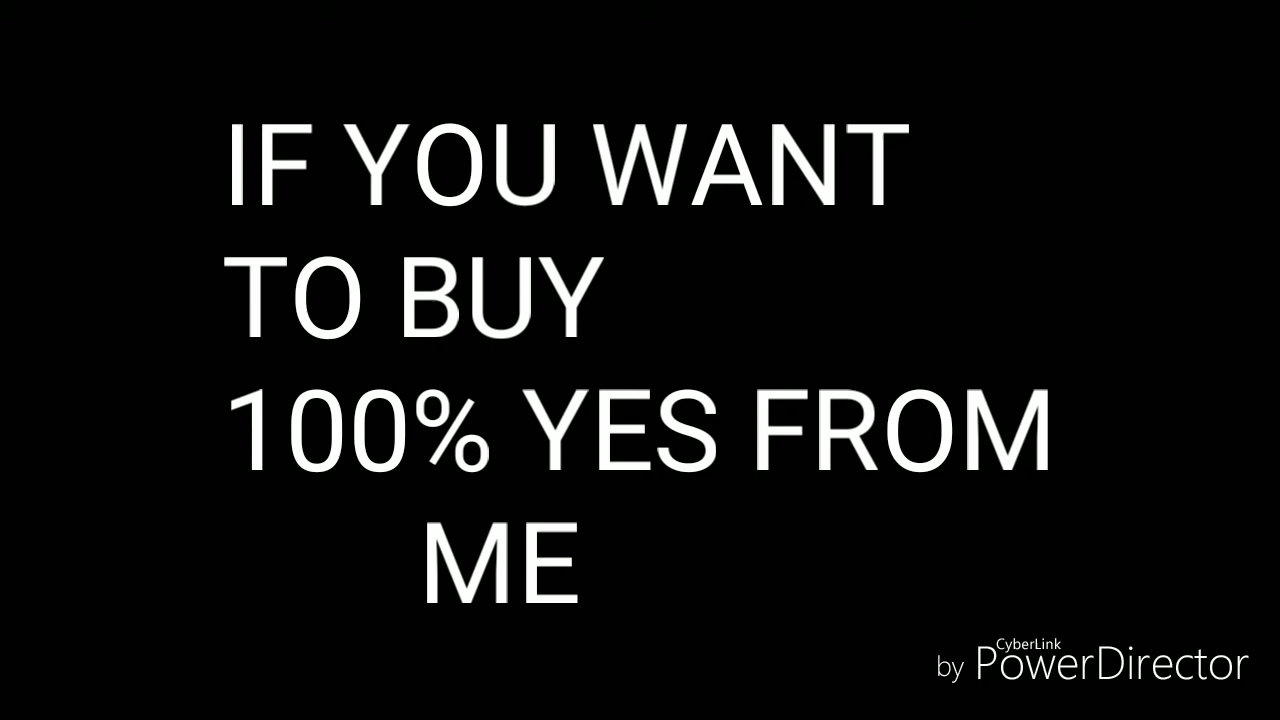 IF YOU WANT
TO BUY
100% YES FROM
ME
CyberLink
by PowerDirector